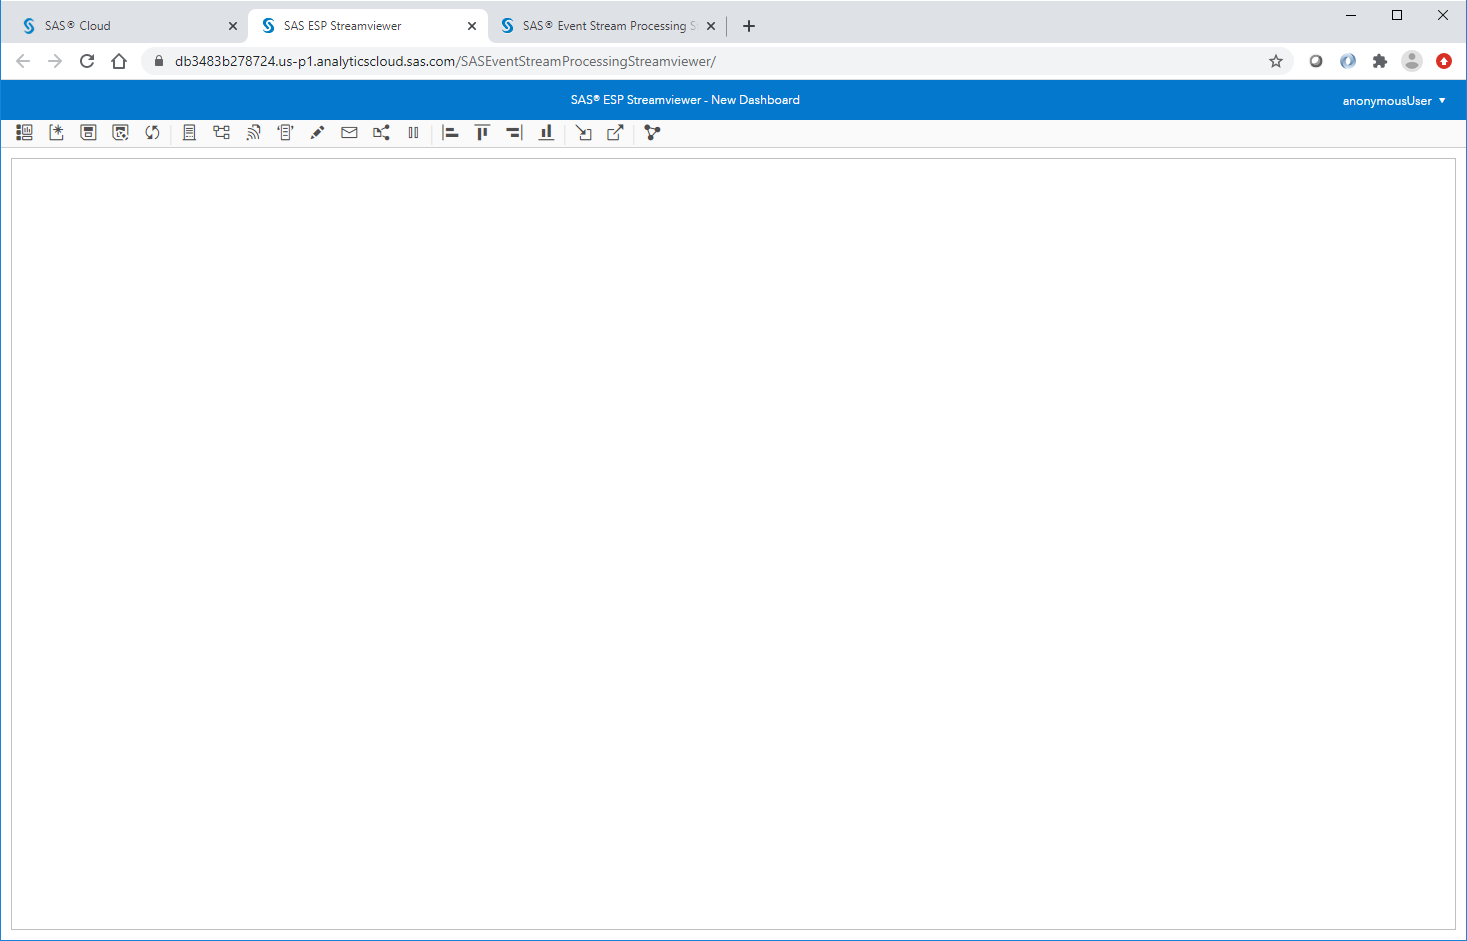 SAS® Cloud
SAS ESP Streamviewer
SAS® Event Stream Processing S
db3483b278724.us-p1.analyticscloud.sas.com/SASEventStreamProcessingStreamviewer/
SAS® ESP Streamviewer - New Dashboard
anonymousUser